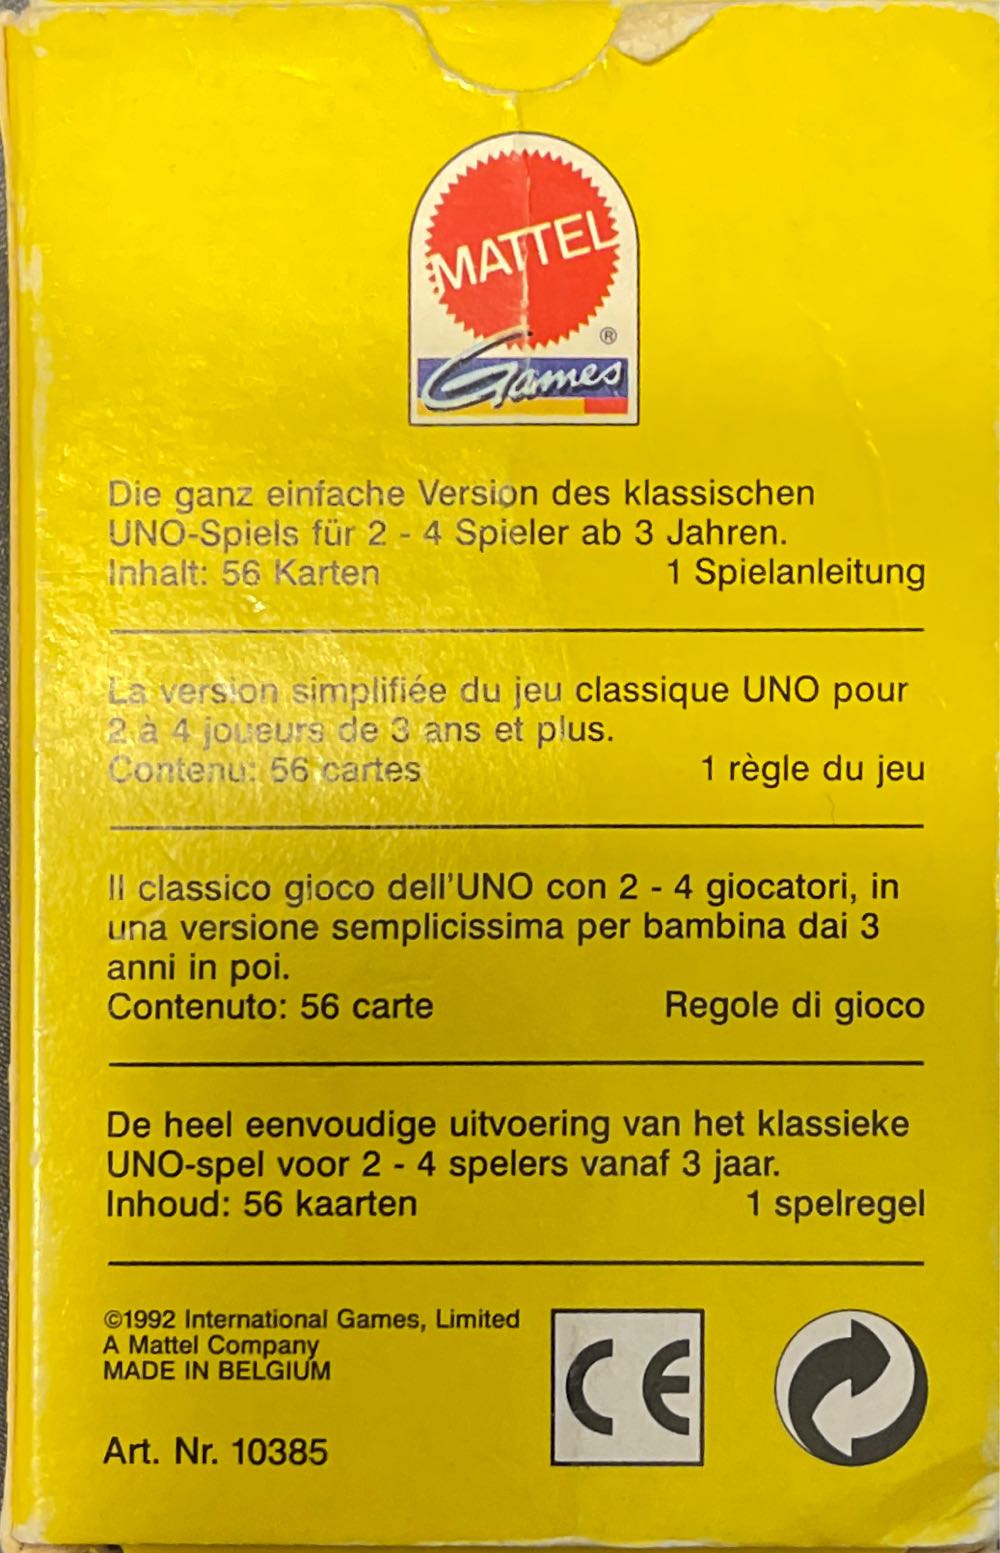 MATTEL
®
Games
Die ganz einfache Version des klassischen
UNO-Spiels für 2 - 4 Spieler ab 3 Jahren.
Inhalt: 56 Karten 1 Spielanleitung
La version simplifiée du jeu classique UNO pour
2 à 4 joueurs de 3 ans et plus.
Contenu: 56 cartes 1 règle du jeu
Il classico gioco dell'UNO con 2 - 4 giocatori, in
una versione semplicissima per bambina dai 3
anni in poi.
Contenuto: 56 carte Regole di gioco
De heel eenvoudige uitvoering van het klassieke
UNO-spel voor 2 - 4 spelers vanaf 3 jaar.
Inhoud: 56 kaarten 1 spelregel
©1992 International Games, Limited
A Mattel Company
MADE IN BELGIUM
Art. Nr. 10385
CE